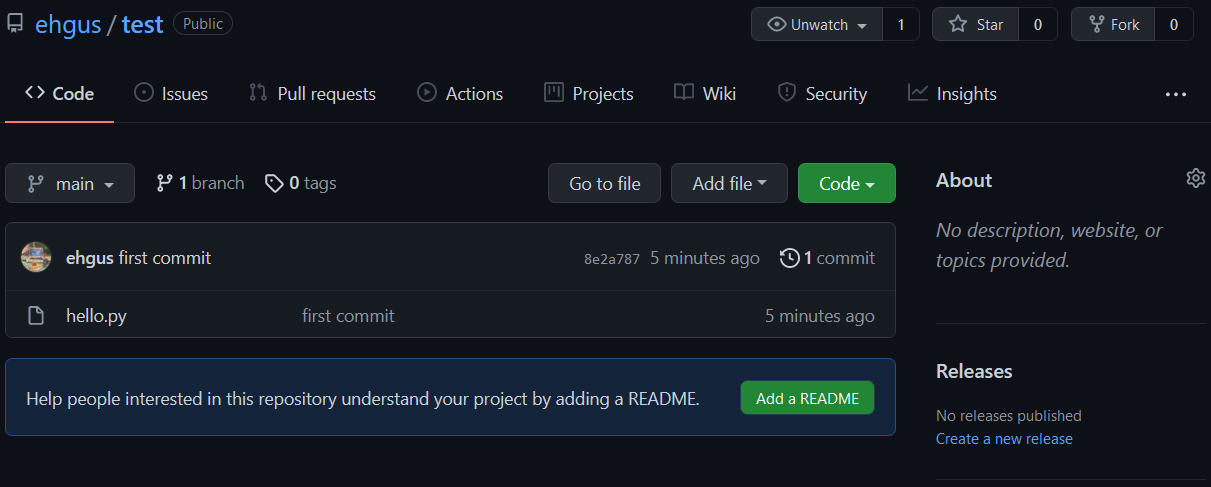 ehgus / test Public Unwatch 1 Star 0 Fork 0
Code Issues Pull requests Actions Projects Wiki Security Insights
main 1 branch 0 tags Go to file Add file Code
ehgus first commit 8e2a787 5 minutes ago 1 commit
hello.py first commit 5 minutes ago
Help people interested in this repository understand your project by adding a README. Add a README
About
No description, website, or
topics provided.
Releases
No releases published
Create a new release